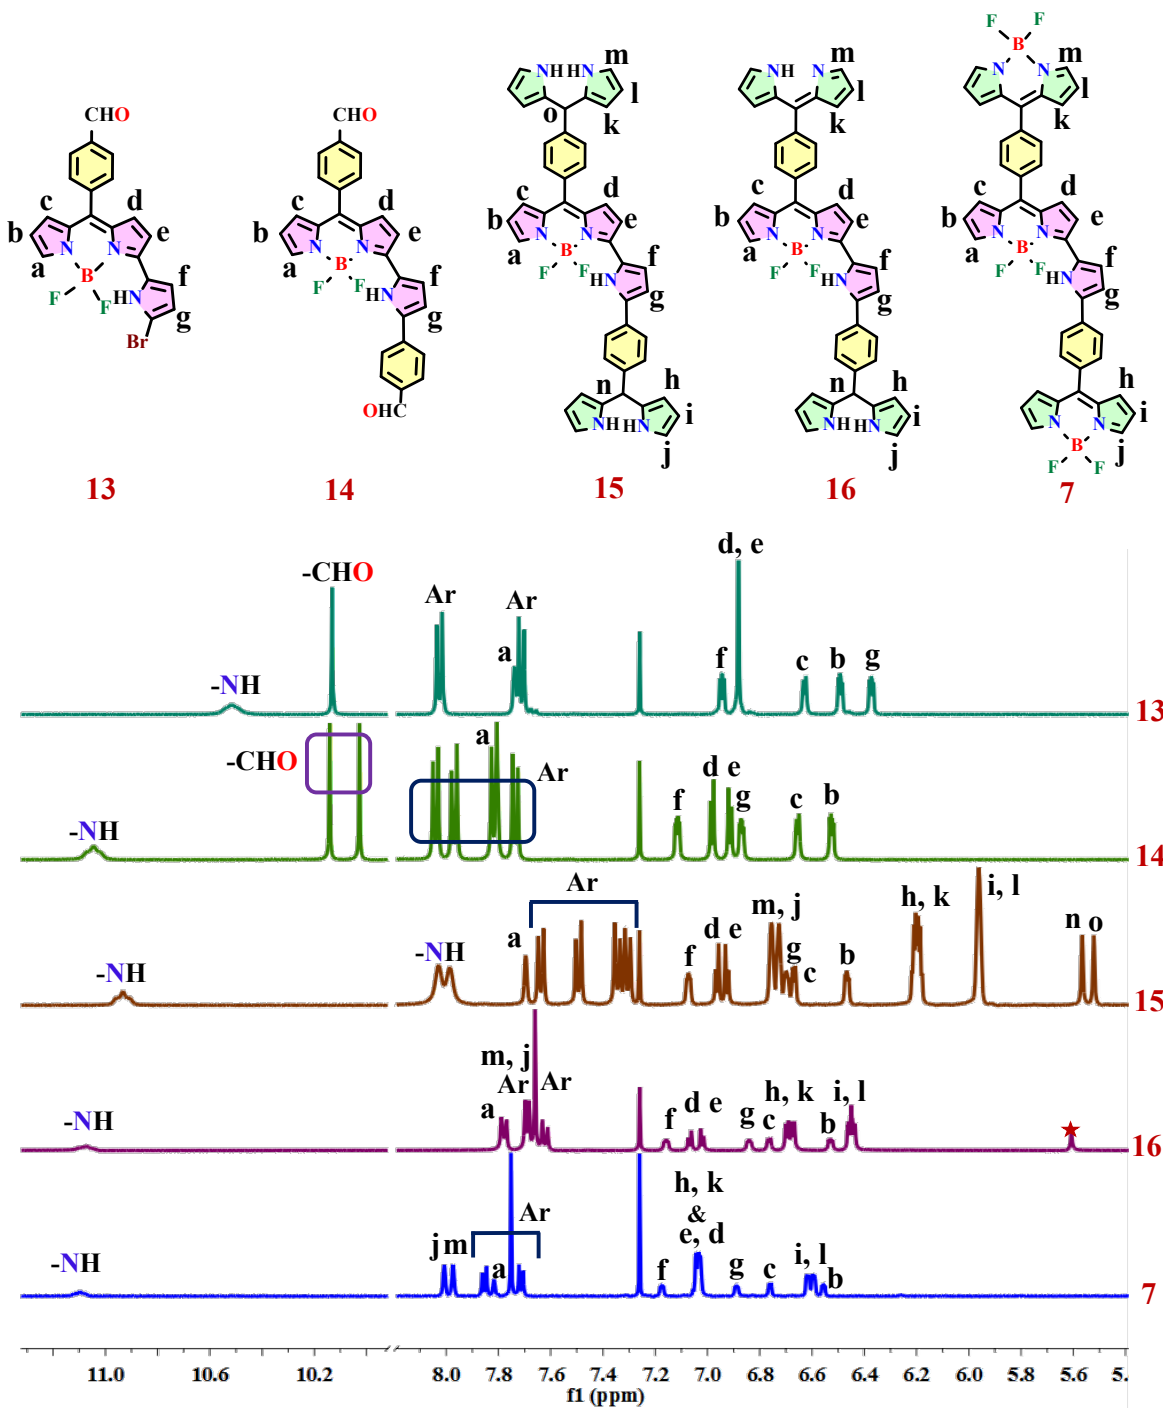 CHO
c d
b e
a
N N
B
F F
HN f
g
Br
13
CHO
c d
b e
a
N N
B
F F
HN f
g
OHC
14
NH HN m
l
o k
c d
b e
a
N N
B
F F
HN f
g
n h
i
NH HN
j
15
NH N m
l
k
c d
b e
a
N N
B
F F
HN f
g
n h
i
NH HN
j
16
F F
B
N N m
l
k
c d
b e
a
N N
B
F F
HN f
g
h
i
N N
B j
F F
7
-NH -CHO Ar a Ar f d, e c b g 13
-NH -CHO a Ar f d e g c b 14
-NH -NH a Ar f d e m, j g c b h, k i, l n o 15
-NH a m, j Ar Ar f d e g c h, k b i, l 16
-NH j m a Ar f h, k & e, d g c i, l b 7
11.0 10.6 10.2 8.0 7.8 7.6 7.4 7.2 7.0 6.8 6.6 6.4 6.2 6.0 5.8 5.6 5.
f1 (ppm)